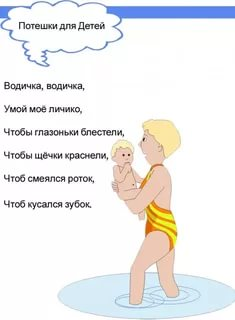 Потешки для Детей
Водичка, водичка,
Умой моё личико,
Чтобы глазоньки блестели,
Чтобы щёчки краснели,
Чтоб смеялся роток,
Чтоб кусался зубок.